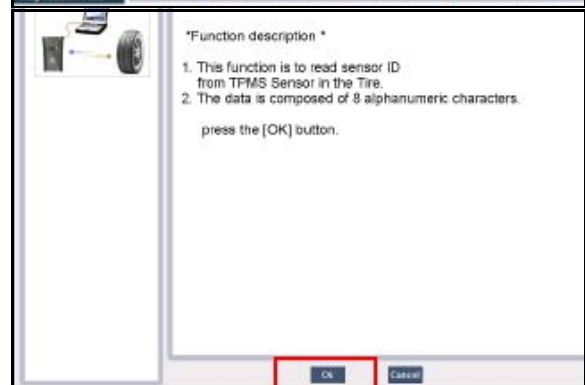 *Function description *
1. This function is to read sensor ID
from TPMS Sensor in the Tire.
2. The data is composed of 8 alphanumeric characters.
press the [OK] button.
Ok
Cancel